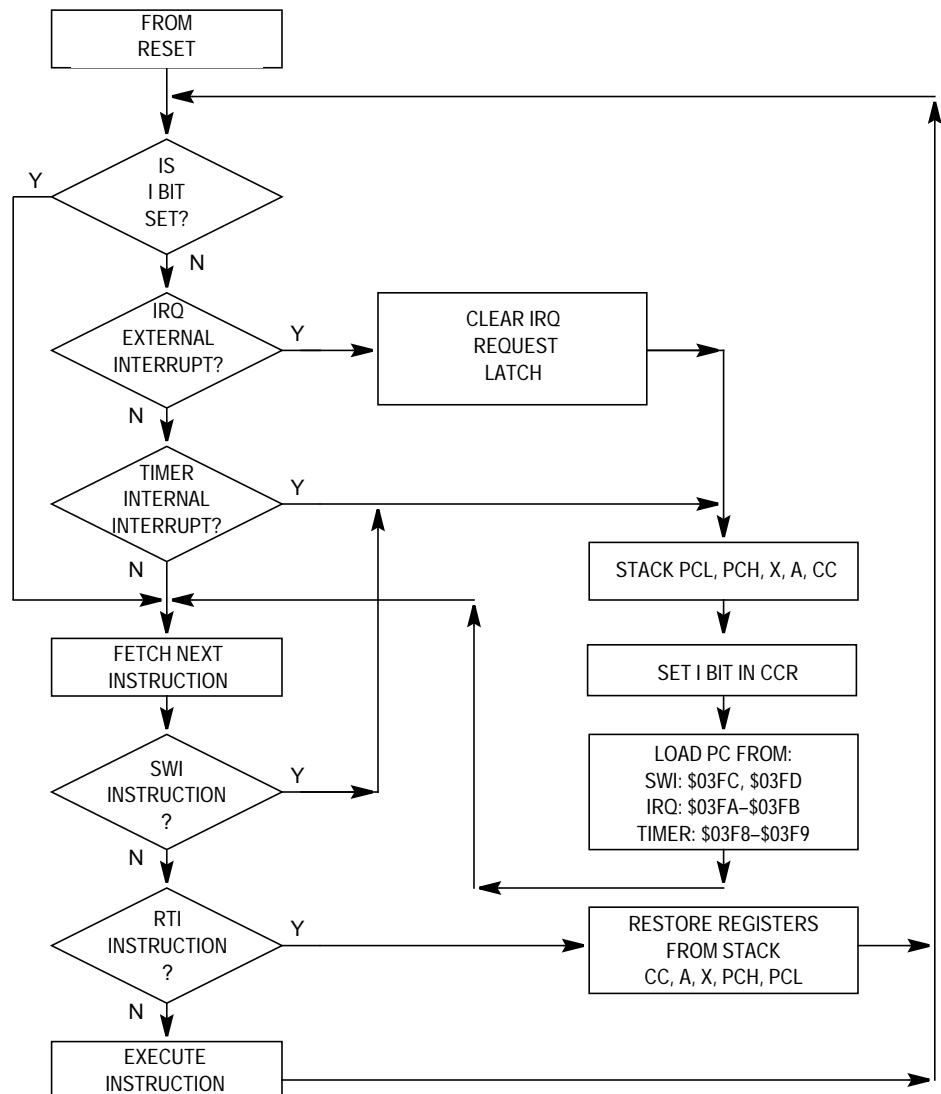 FROM
RESET
Y
IS
I BIT
SET?
N
IRQ
EXTERNAL
INTERRUPT?
Y
CLEAR IRQ
REQUEST
LATCH
N
TIMER
INTERNAL
INTERRUPT?
Y
N
STACK PCL, PCH, X, A, CC
FETCH NEXT
INSTRUCTION
SET I BIT IN CCR
SWI
INSTRUCTION
?
Y
LOAD PC FROM:
SWI: $03FC, $03FD
IRQ: $03FA–$03FB
TIMER: $03F8–$03F9
N
RTI
INSTRUCTION
?
Y
RESTORE REGISTERS
FROM STACK
CC, A, X, PCH, PCL
N
EXECUTE
INSTRUCTION